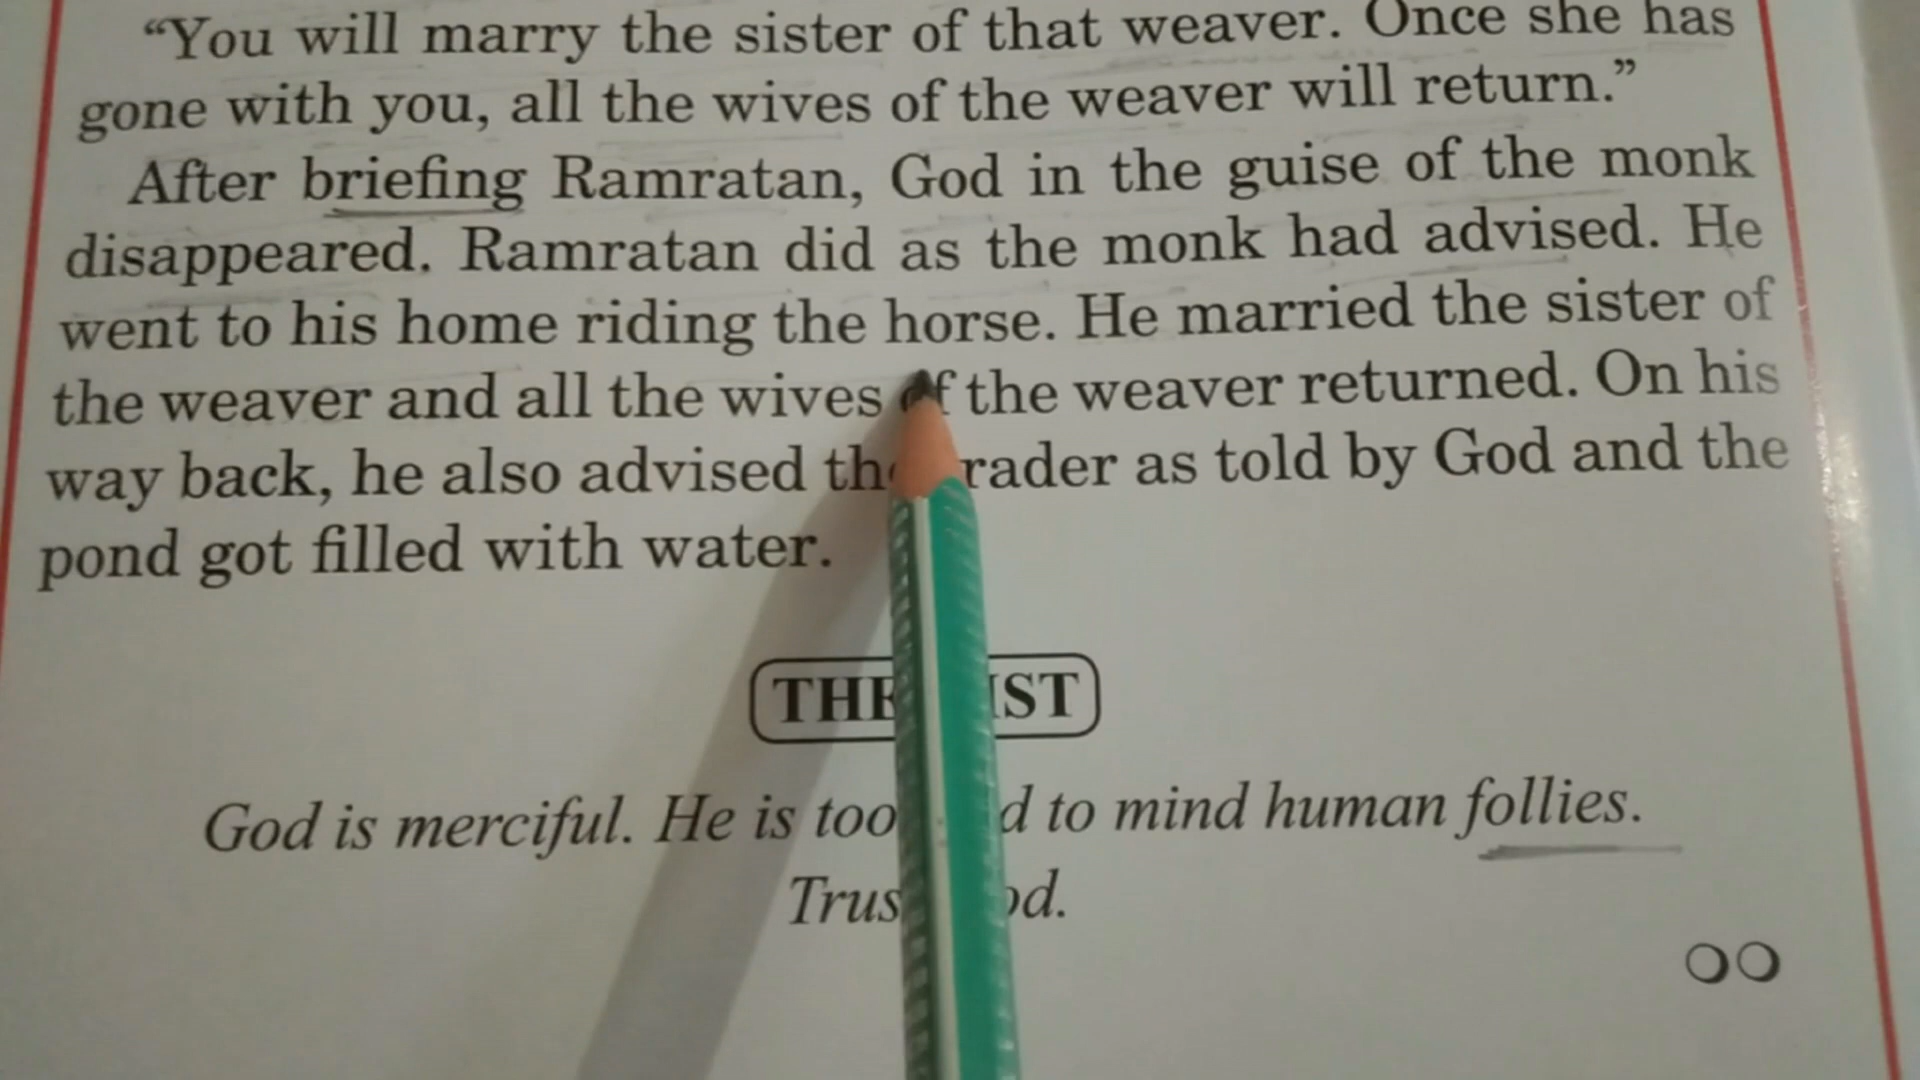 “You will marry the sister of that weaver. Once she has
gone with you, all the wives of the weaver will return.”
After briefing Ramratan, God in the guise of the monk
disappeared. Ramratan did as the monk had advised. He
went to his home riding the horse. He married the sister of
the weaver and all the wives of the weaver returned. On his
way back, he also advised the rader as told by God and the
pond got filled with water.
THE IST
God is merciful. He is too d to mind human follies.
Trus od.